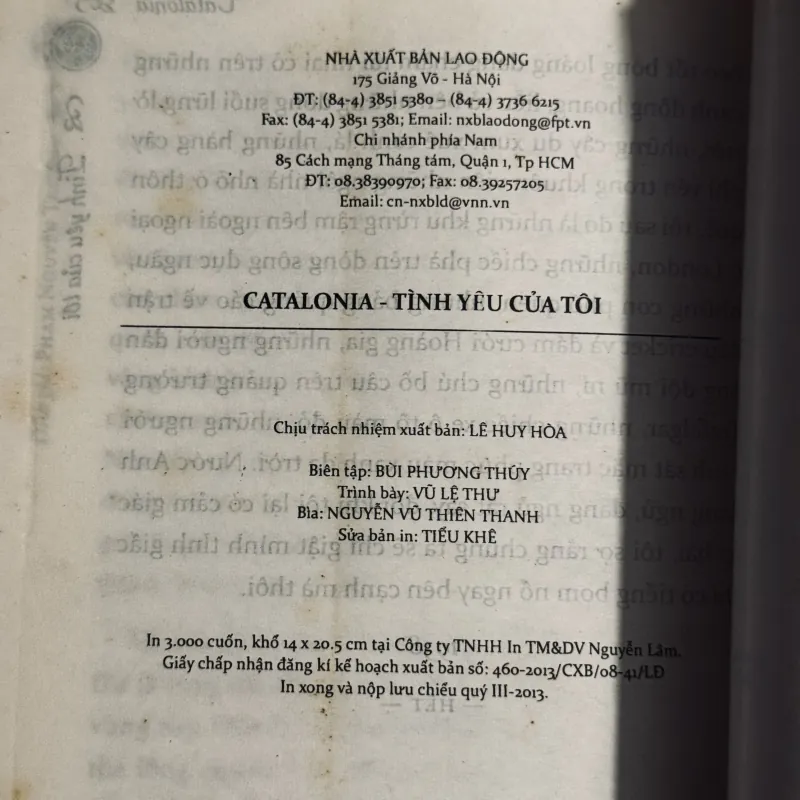 NHÀ XUẤT BẢN LAO ĐỘNG
175 Giảng Võ - Hà Nội
ĐT: (84-4) 3851 5380 – (84-4) 3736 6215
Fax: (84-4) 3851 5381; Email: nxblaodong@fpt.vn
Chi nhánh phía Nam
85 Cách mạng Tháng tám, Quận 1, Tp HCM
ĐT: 08.38390970; Fax: 08.39257205
Email: cn-nxbld@vnn.vn
CATALONIA - TÌNH YÊU CỦA TÔI
Chịu trách nhiệm xuất bản: LÊ HUY HÒA
Biên tập: BÙI PHƯƠNG THÚY
Trình bày: VŨ LỆ THƯ
Bìa: NGUYỄN VŨ THIÊN THANH
Sửa bản in: TIỂU KHÊ
In 3.000 cuốn, khổ 14 x 20.5 cm tại Công ty TNHH In TM&DV Nguyễn Lâm.
Giấy chấp nhận đăng kí kế hoạch xuất bản số: 460-2013/CXB/08-41/LĐ
In xong và nộp lưu chiểu quý III-2013.